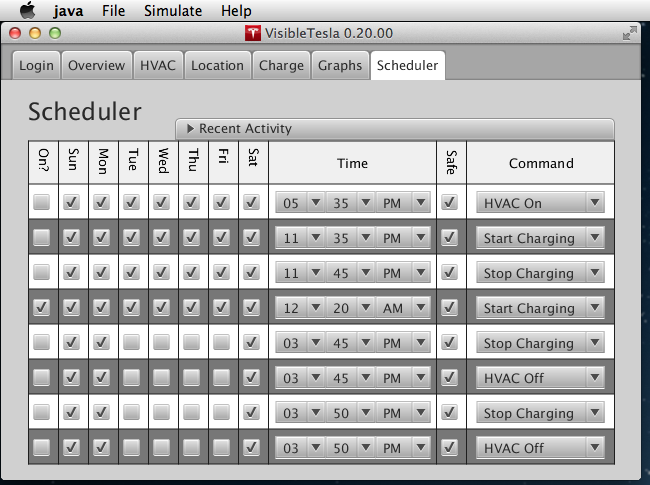 java File Simulate Help
VisibleTesla 0.20.00
Login Overview HVAC Location Charge Graphs Scheduler
Scheduler
Recent Activity
On? Sun Mon Tue Wed Thu Fri Sat Time Safe Command
05 35 PM HVAC On
11 35 PM Start Charging
11 45 PM Stop Charging
12 20 AM Start Charging
03 45 PM Stop Charging
03 45 PM HVAC Off
03 50 PM Stop Charging
03 50 PM HVAC Off